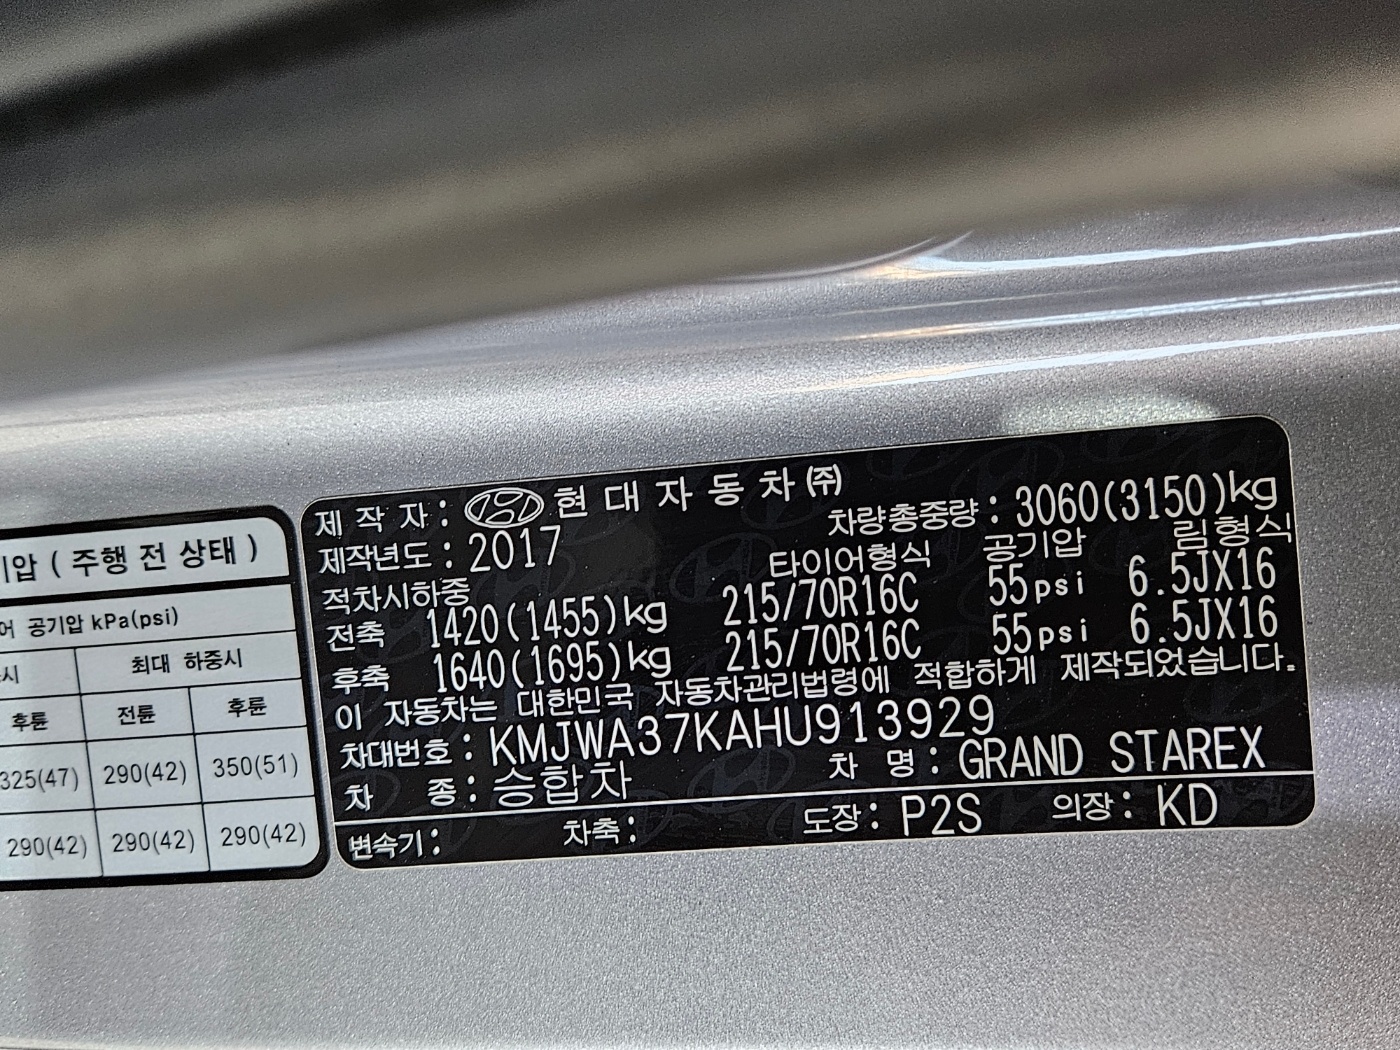 제 작 자 : 현 대 자 동 차 ㈜
제작년도 : 2017 차량총중량 : 3060(3150)kg
적차시하중 타이어형식 공기압 림형식
전축 1420(1455)kg 215/70R16C 55psi 6.5JX16
후축 1640(1695)kg 215/70R16C 55psi 6.5JX16
이 자동차는 대한민국 자동차관리법령에 적합하게 제작되었습니다.
차대번호 : KMJWA37KAHU913929
차 종 : 승합차 차 명 : GRAND STAREX
변속기 : 차축 : 도장 : P2S 의장 : KD
기압 ( 주행 전 상태 )
어 공기압 kPa(psi)
시 최대 하중시
후륜 전륜 후륜
325(47) 290(42) 350(51)
290(42) 290(42) 290(42)